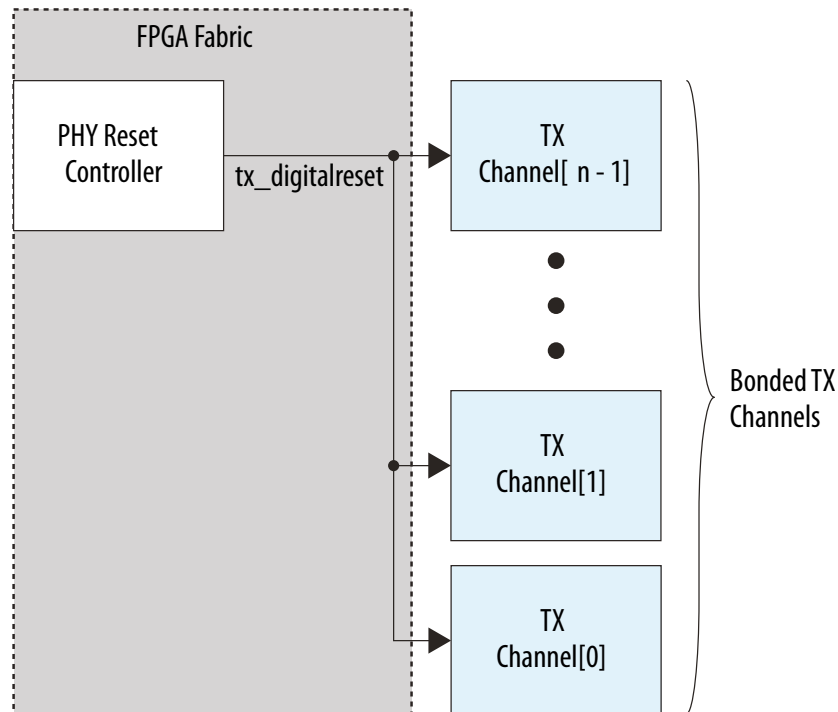 FPGA Fabric
PHY Reset
Controller
tx_digitalreset
TX
Channel[ n - 1]
TX
Channel[1]
TX
Channel[0]
Bonded TX
Channels